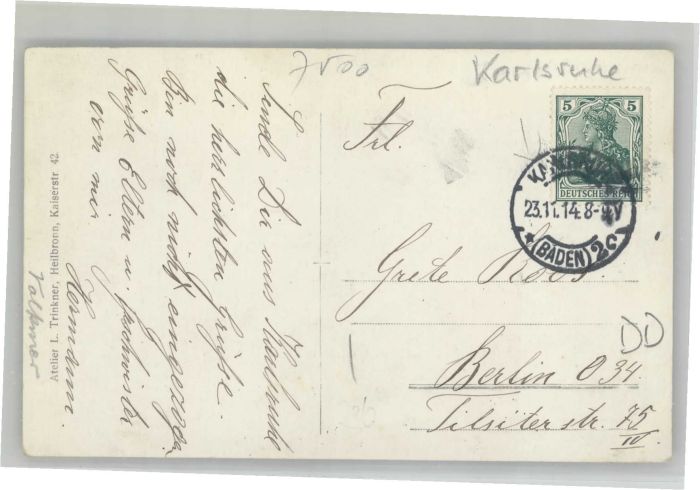 7500
Karlsruhe
5 5
DEUTSCHES REICH
KARLSRUHE
23.11.14.8-9V
* (BADEN) 2c
Frl.
Grete Roos.
Berlin O 34
Tilsiter str. 75
IV.
DD
Sende Dir aus Karlsruhe
die herzlichsten Grüße.
Bin noch nicht eingezogen
Grüße Eltern u. Geschwister
von mir
Hermann.
Atelier L. Trinkner, Heilbronn, Kaiserstr 42